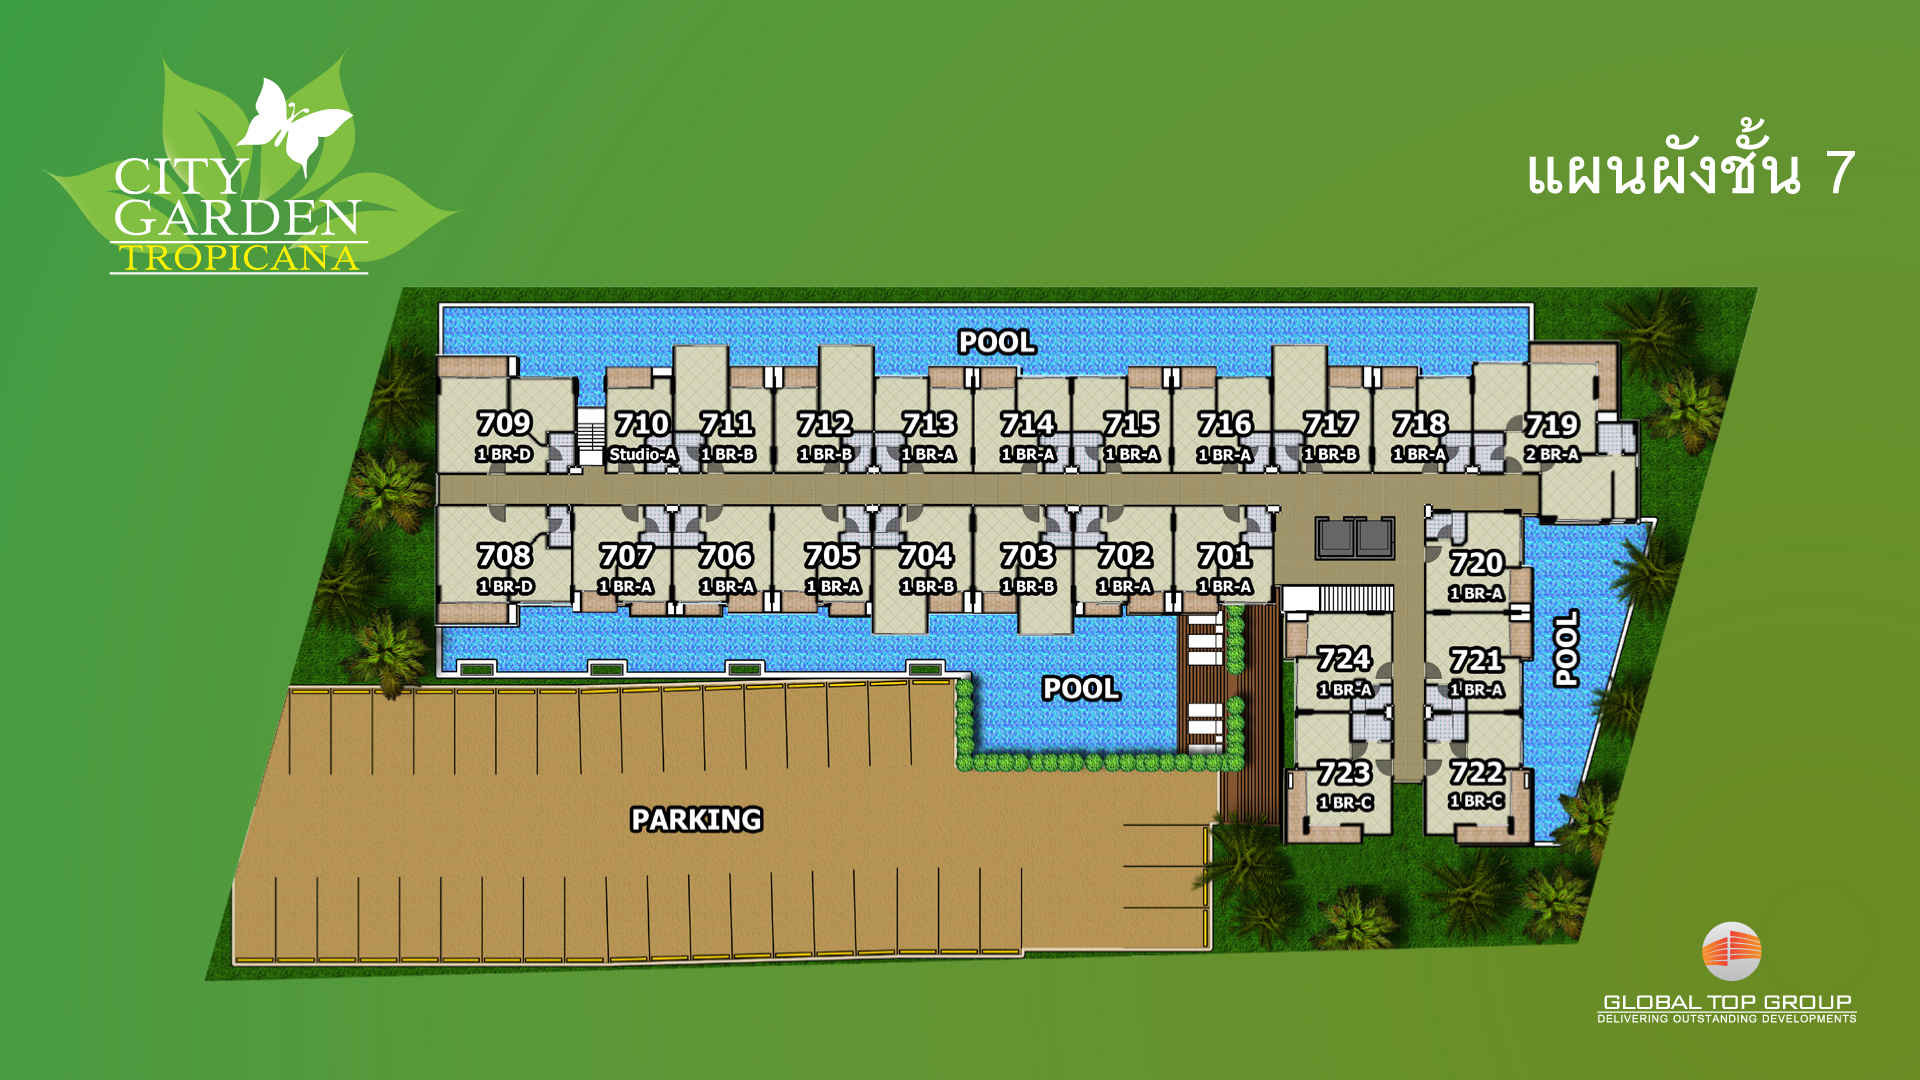 CITY
GARDEN
TROPICANA
แผนผังชั้น 7
POOL
709
1 BR-D
710
Studio-A
711
1 BR-B
712
1 BR-B
713
1 BR-A
714
1 BR-A
715
1 BR-A
716
1 BR-A
717
1 BR-B
718
1 BR-A
719
2 BR-A
708
1 BR-D
707
1 BR-A
706
1 BR-A
705
1 BR-A
704
1 BR-B
703
1 BR-B
702
1 BR-A
701
1 BR-A
720
1 BR-A
724
1 BR-A
721
1 BR-A
POOL
POOL
723
1 BR-C
722
1 BR-C
PARKING
GLOBAL TOP GROUP
DELIVERING OUTSTANDING DEVELOPMENTS